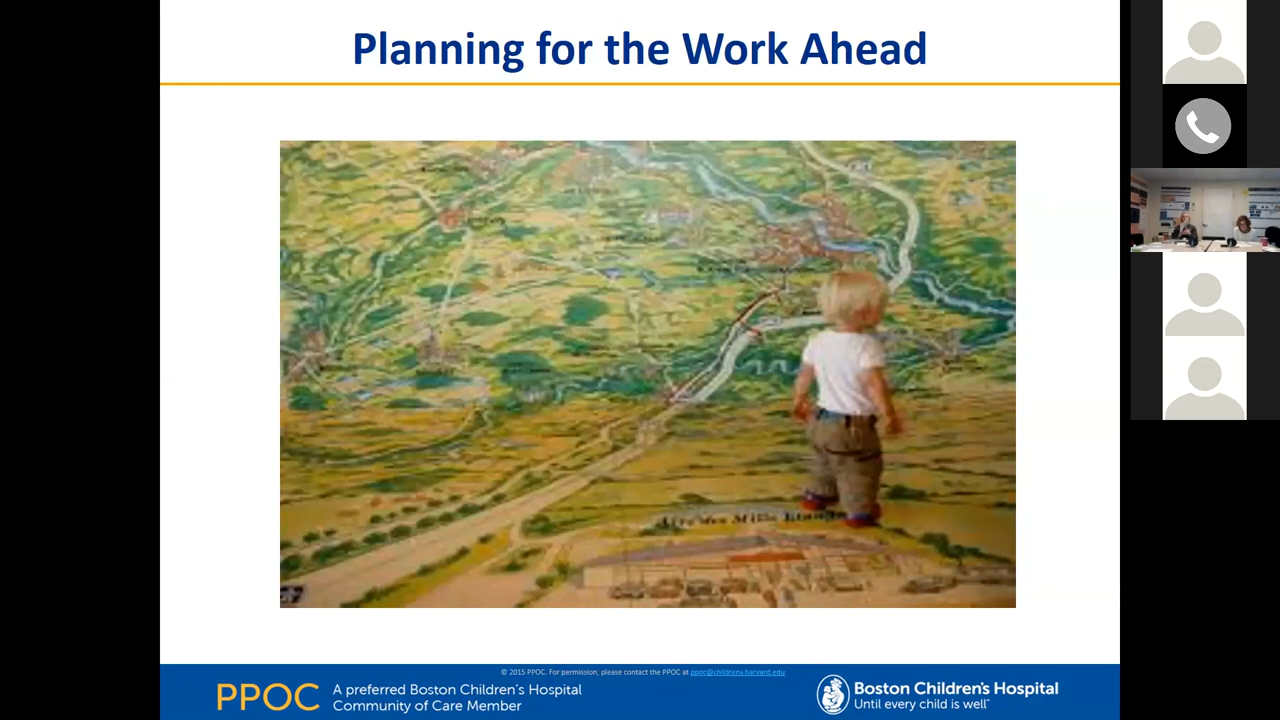 Planning for the Work Ahead
© 2015 PPOC. For permission, please contact the PPOC at ppoc@childrens.harvard.edu
PPOC
A preferred Boston Children's Hospital
Community of Care Member
Boston Children's Hospital
Until every child is well™